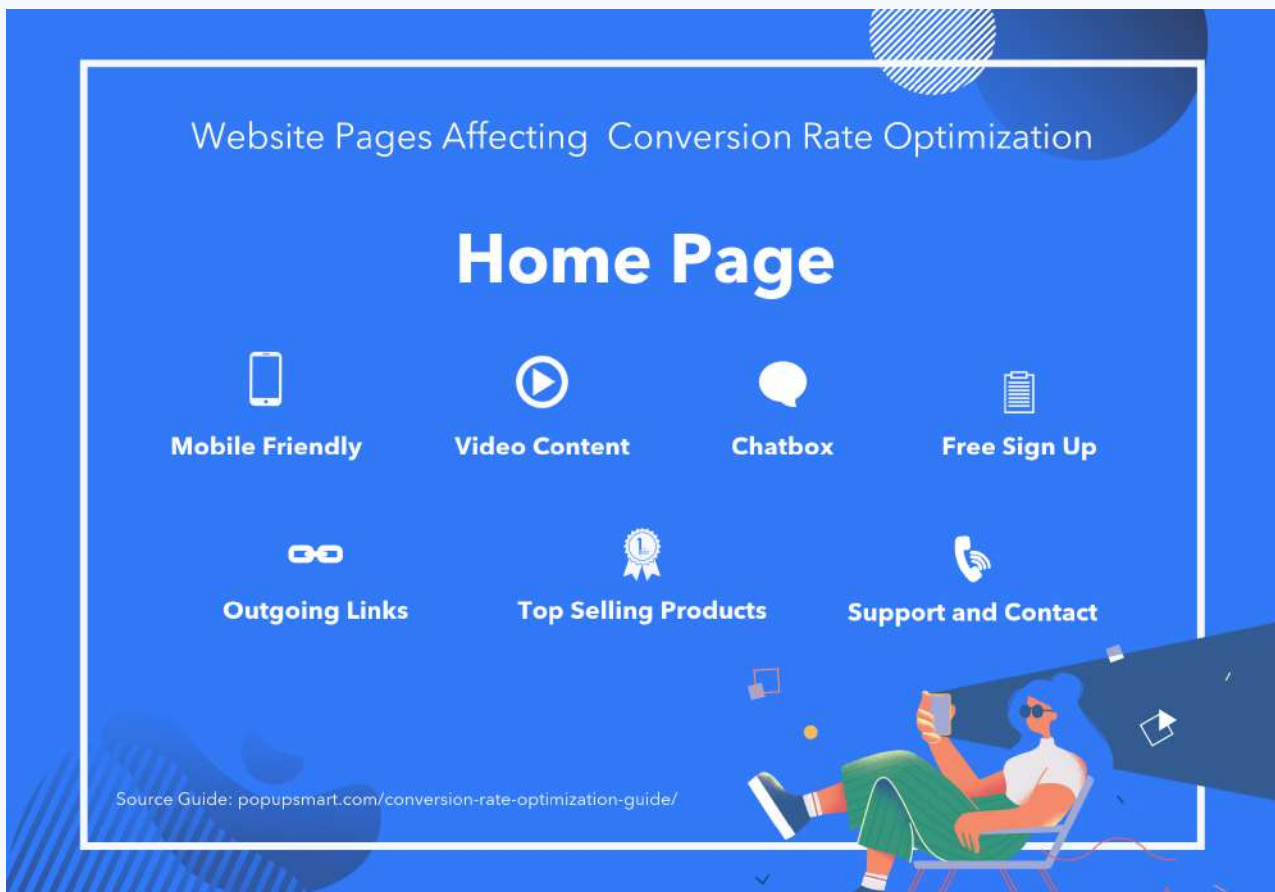 Website Pages Affecting Conversion Rate Optimization
Home Page
Mobile Friendly
Video Content
Chatbox
Free Sign Up
1
Outgoing Links
Top Selling Products
Support and Contact
Source Guide: popupsmart.com/conversion-rate-optimization-guide/